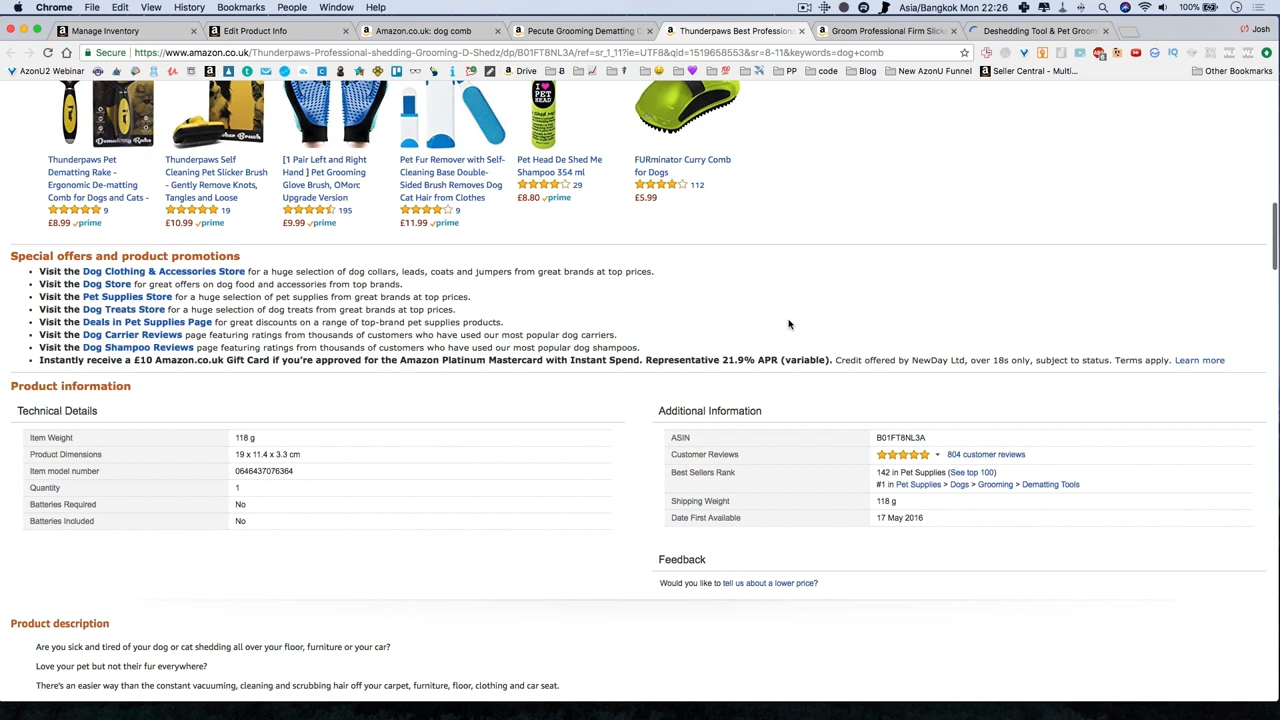 Chrome File Edit View History Bookmarks People Window Help Asia/Bangkok Mon 22:26 100%
Manage Inventory Edit Product Info Amazon.co.uk: dog comb Pecute Grooming Dematting C Thunderpaws Best Professiona Groom Professional Firm Slicke Deshedding Tool & Pet Groom Josh
Secure https://www.amazon.co.uk/Thunderpaws-Professional-shedding-Grooming-D-Shedz/dp/B01FT8NL3A/ref=sr_1_11?ie=UTF8&qid=1519658553&sr=8-11&keywords=dog+comb
AzonU2 Webinar Drive PP code Blog New AzonU Funnel Seller Central - Multi... Other Bookmarks
I
PET
HEAD
Thunderpaws Pet
Dematting Rake -
Ergonomic De-matting
Comb for Dogs and Cats -
9
£8.99 prime
Thunderpaws Self
Cleaning Pet Slicker Brush
- Gently Remove Knots,
Tangles and Loose
19
£10.99 prime
[1 Pair Left and Right
Hand ] Pet Grooming
Glove Brush, OMorc
Upgrade Version
195
£9.99 prime
Pet Fur Remover with Self-
Cleaning Base Double-
Sided Brush Removes Dog
Cat Hair from Clothes
9
£11.99 prime
Pet Head De Shed Me
Shampoo 354 ml
29
£8.80 prime
FURminator Curry Comb
for Dogs
112
£5.99
Special offers and product promotions
• Visit the Dog Clothing & Accessories Store for a huge selection of dog collars, leads, coats and jumpers from great brands at top prices.
• Visit the Dog Store for great offers on dog food and accessories from top brands.
• Visit the Pet Supplies Store for a huge selection of pet supplies from great brands at top prices.
• Visit the Dog Treats Store for a huge selection of dog treats from great brands at top prices.
• Visit the Deals in Pet Supplies Page for great discounts on a range of top-brand pet supplies products.
• Visit the Dog Carrier Reviews page featuring ratings from thousands of customers who have used our most popular dog carriers.
• Visit the Dog Shampoo Reviews page featuring ratings from thousands of customers who have used our most popular dog shampoos.
• Instantly receive a £10 Amazon.co.uk Gift Card if you're approved for the Amazon Platinum Mastercard with Instant Spend. Representative 21.9% APR (variable). Credit offered by NewDay Ltd, over 18s only, subject to status. Terms apply. Learn more
Product information
Technical Details
Item Weight 118 g
Product Dimensions 19 x 11.4 x 3.3 cm
Item model number 0646437076364
Quantity 1
Batteries Required No
Batteries Included No
Additional Information
ASIN B01FT8NL3A
Customer Reviews 804 customer reviews
Best Sellers Rank 142 in Pet Supplies (See top 100)
#1 in Pet Supplies > Dogs > Grooming > Dematting Tools
Shipping Weight 118 g
Date First Available 17 May 2016
Feedback
Would you like to tell us about a lower price?
Product description
Are you sick and tired of your dog or cat shedding all over your floor, furniture or your car?
Love your pet but not their fur everywhere?
There's an easier way than the constant vacuuming, cleaning and scrubbing hair off your carpet, furniture, floor, clothing and car seat.